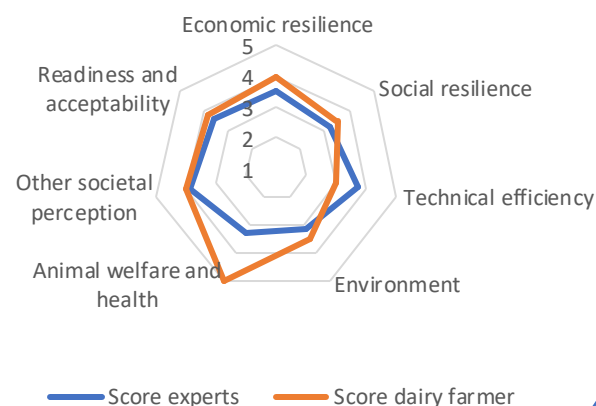 Economic resilience
5
4
3
2
1
Readiness and
acceptability
Social resilience
Other societal
perception
Technical efficiency
Animal welfare and
health
Environment
Score experts
Score dairy farmer